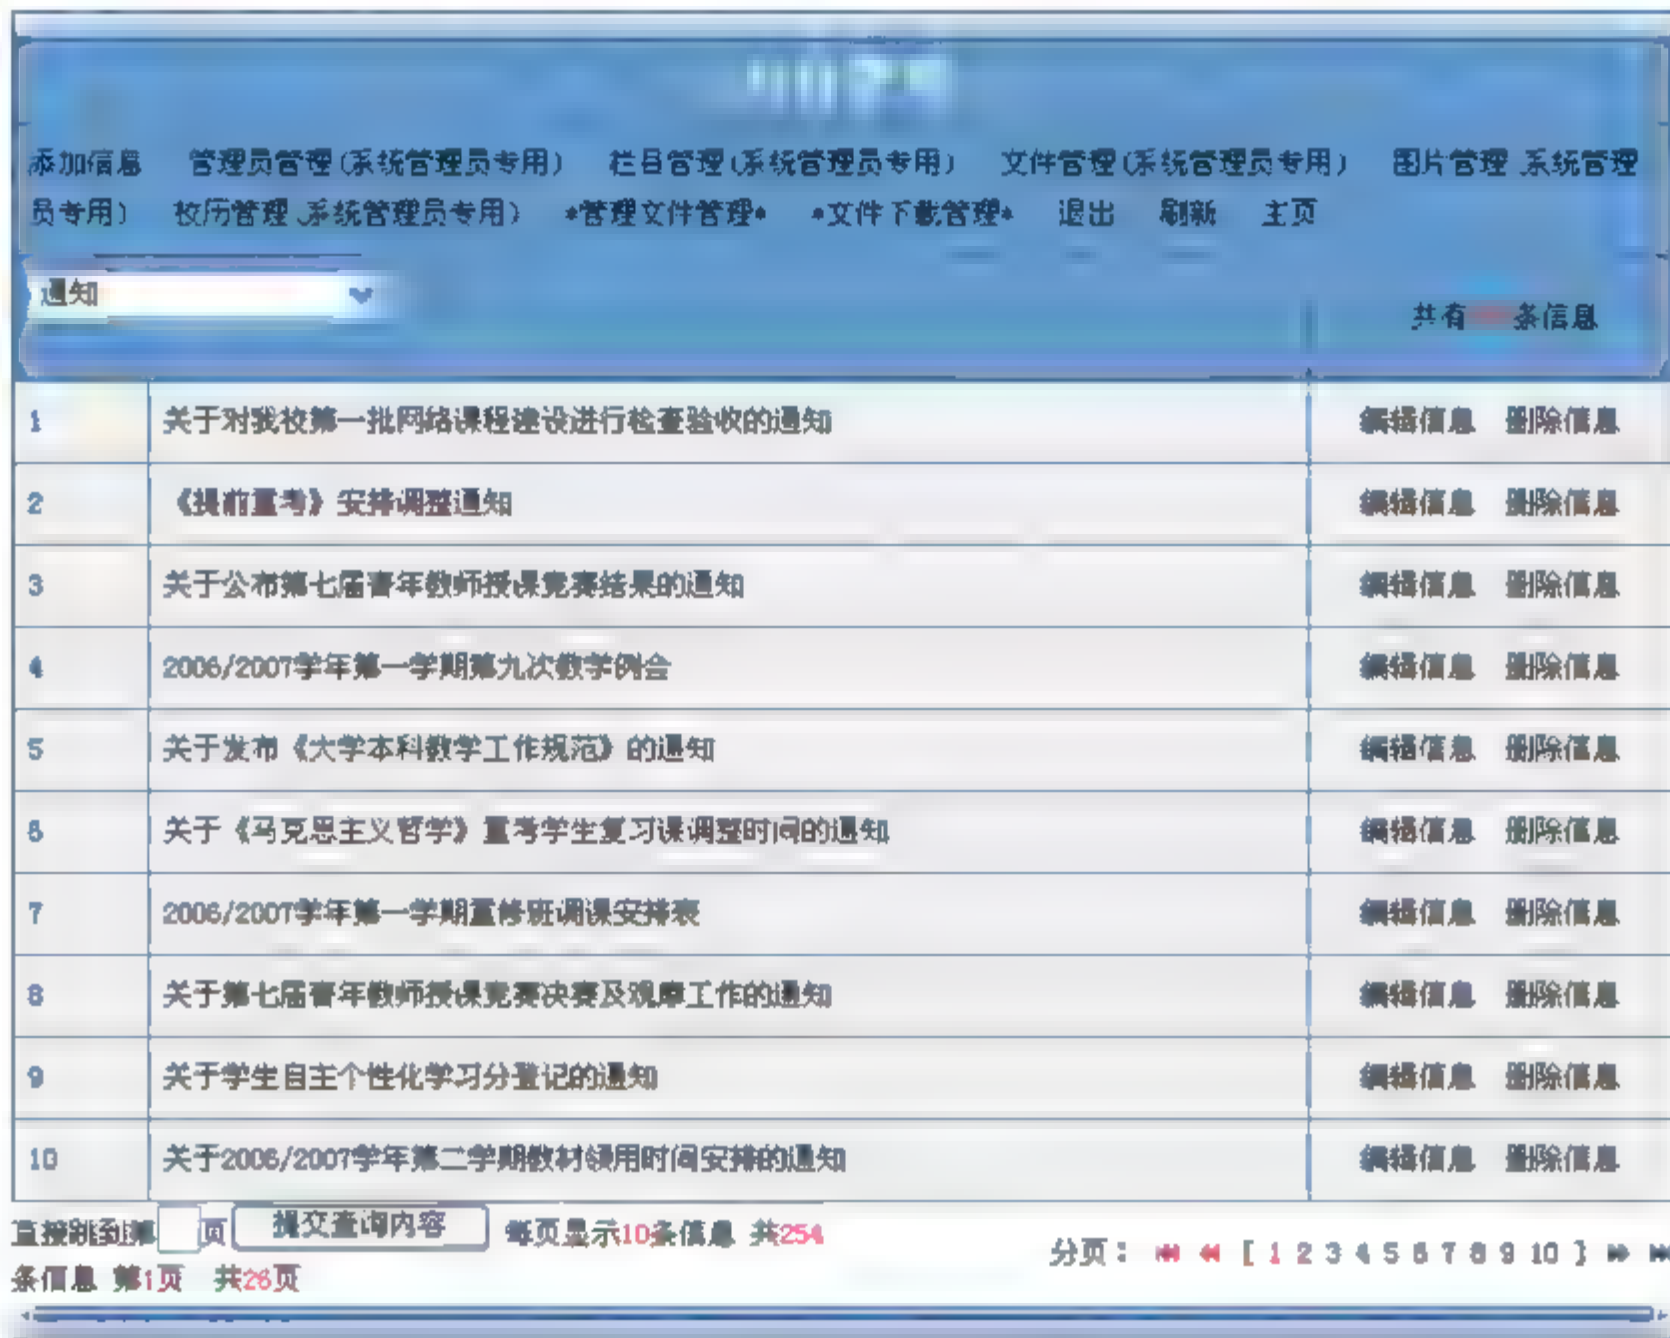 添加信息 管理员管理(系统管理员专用) 栏目管理(系统管理员专用) 文件管理(系统管理员专用) 图片管理(系统管理
员专用) 校历管理(系统管理员专用) *管理文件管理* *文件下载管理* 退出 刷新 主页
通知
共有 条信息
1 关于对我校第一批网络课程建设进行检查验收的通知 编辑信息 删除信息
2 《提前重考》安排调整通知 编辑信息 删除信息
3 关于公布第七届青年教师授课竞赛结果的通知 编辑信息 删除信息
4 2006/2007学年第一学期第九次教学例会 编辑信息 删除信息
5 关于发布《大学本科教学工作规范》的通知 编辑信息 删除信息
6 关于《马克思主义哲学》重考学生复习课调整时间的通知 编辑信息 删除信息
7 2006/2007学年第一学期重修班调课安排表 编辑信息 删除信息
8 关于第七届青年教师授课竞赛决赛及观摩工作的通知 编辑信息 删除信息
9 关于学生自主个性化学习分登记的通知 编辑信息 删除信息
10 关于2006/2007学年第二学期教材领用时间安排的通知 编辑信息 删除信息
直接跳到第 页 提交查询内容 每页显示10条信息 共254
条信息 第1页 共26页
分页： [ 1 2 3 4 5 6 7 8 9 10 ]